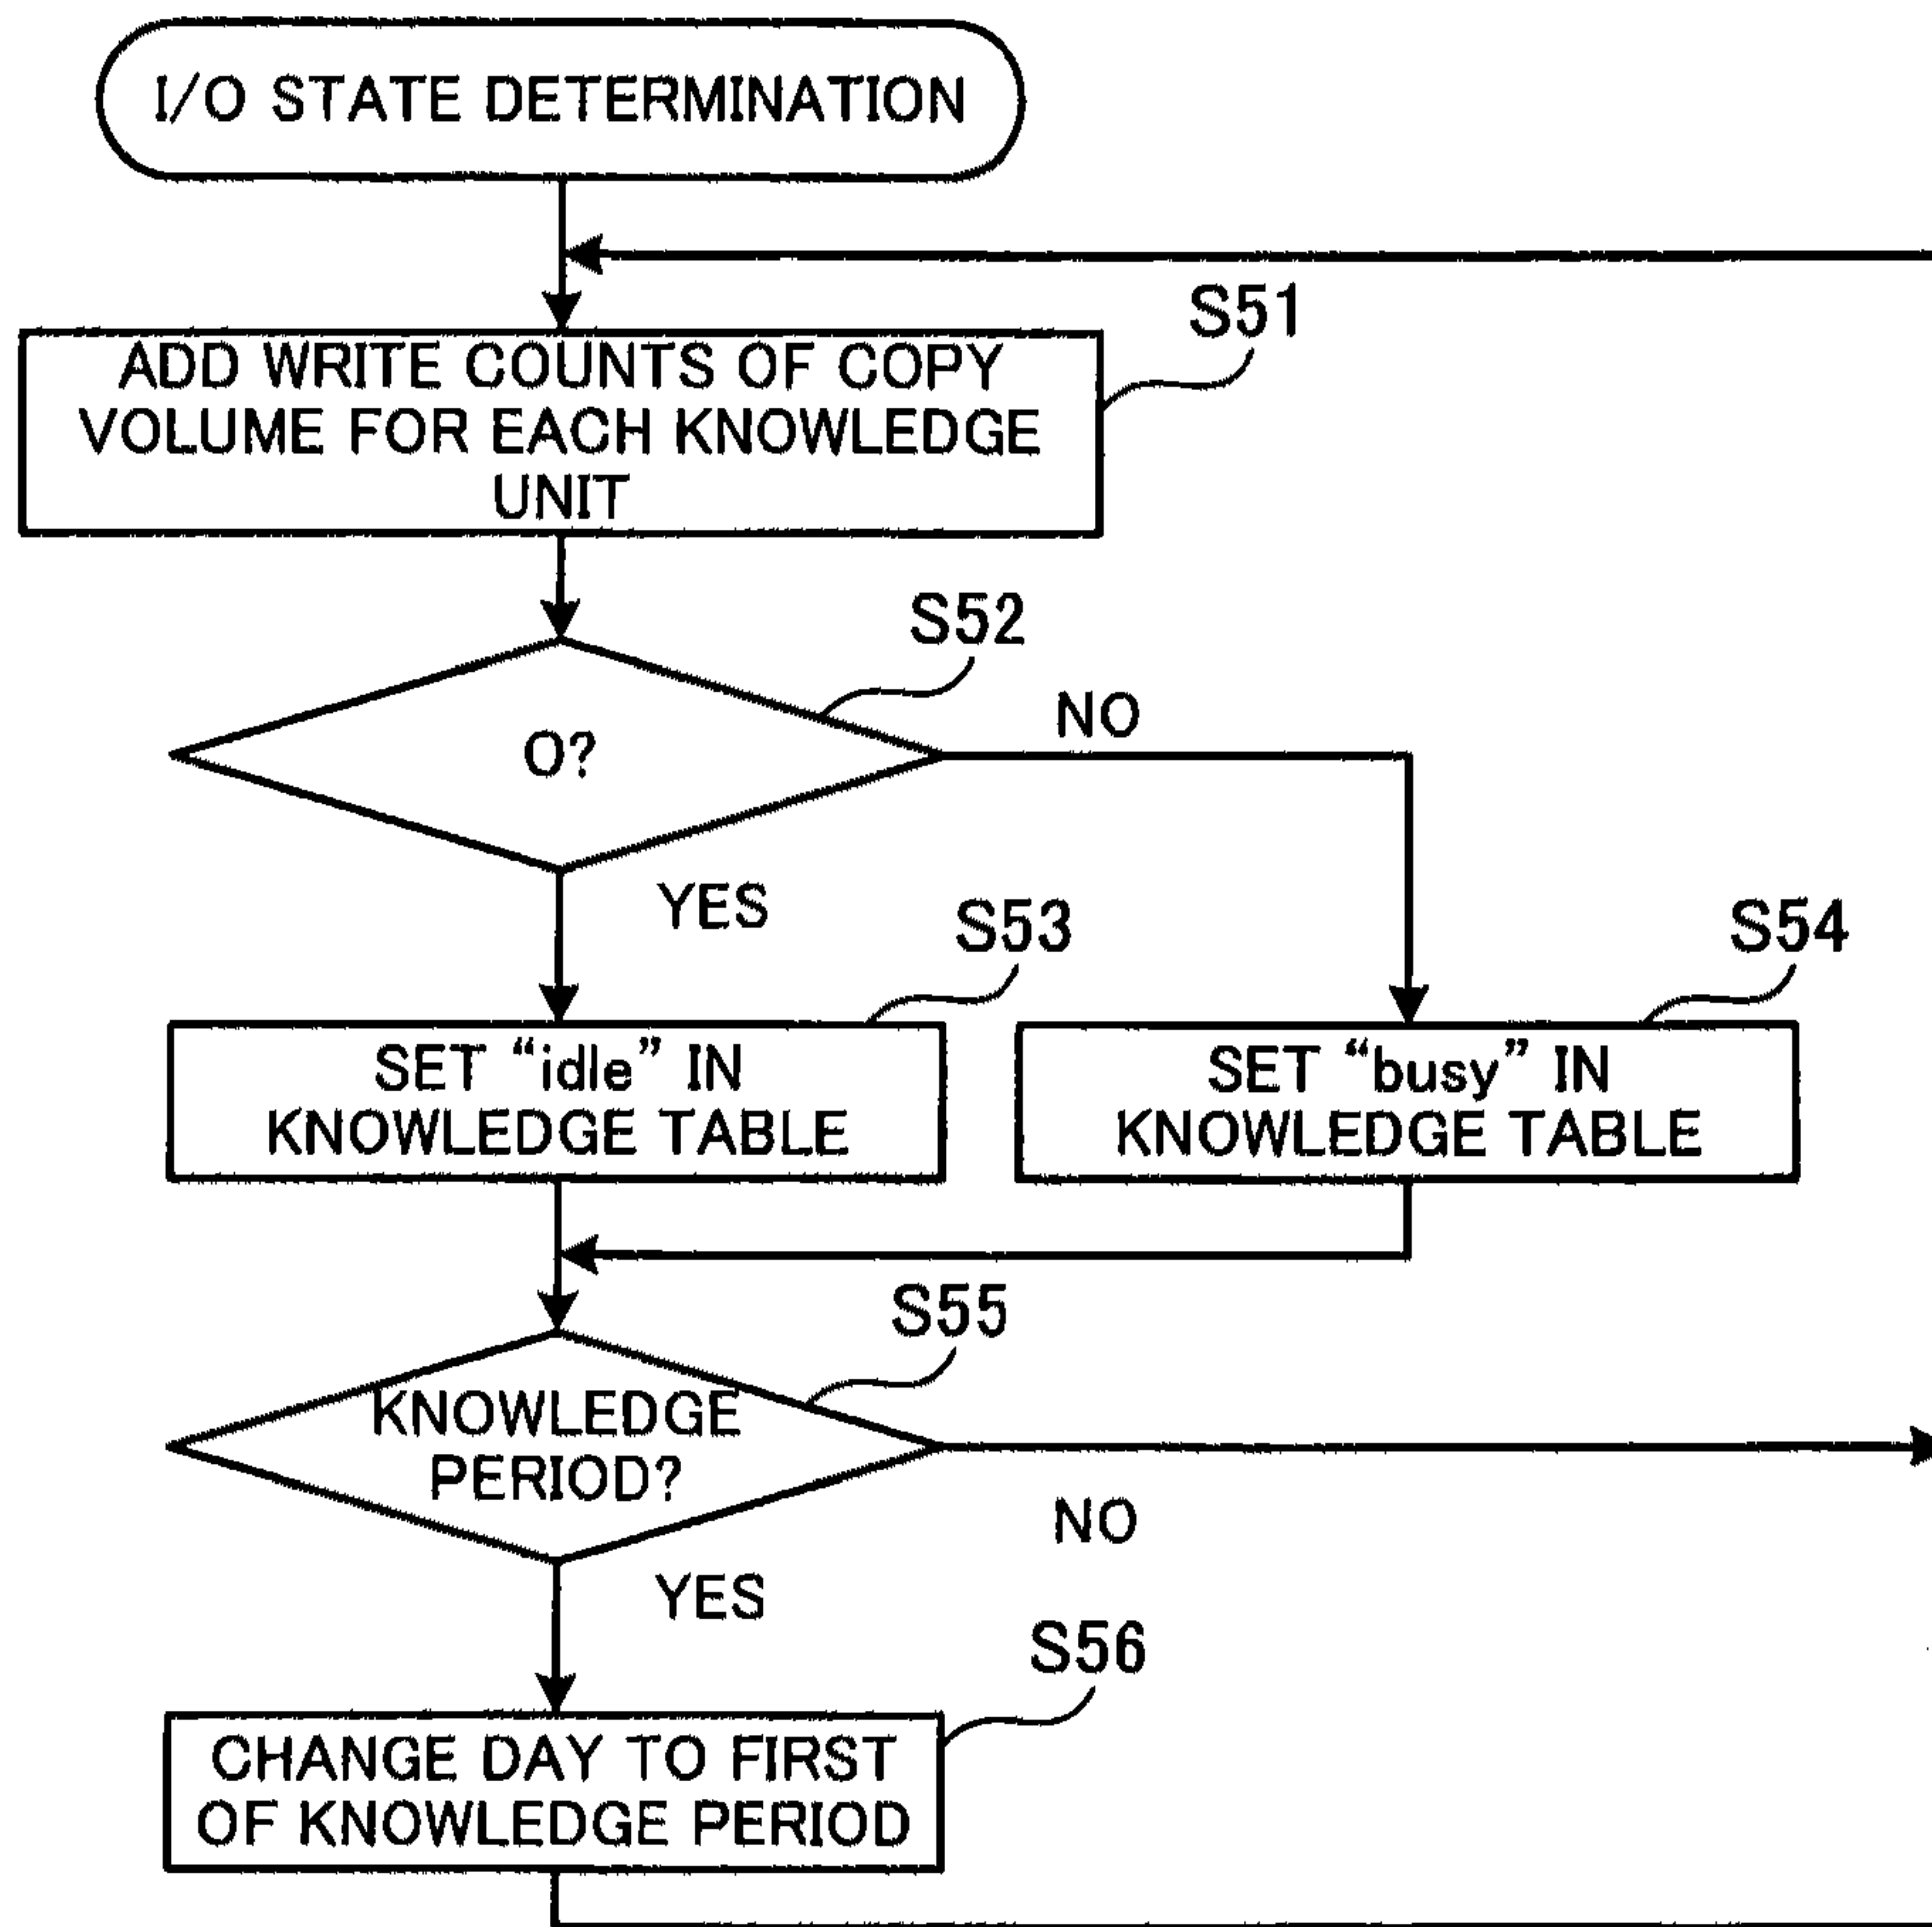 I/O STATE DETERMINATION
S51
ADD WRITE COUNTS OF COPY
VOLUME FOR EACH KNOWLEDGE
UNIT
S52
O?
NO
YES
S53
S54
SET “idle” IN
KNOWLEDGE TABLE
SET “busy” IN
KNOWLEDGE TABLE
S55
KNOWLEDGE
PERIOD?
NO
YES
S56
CHANGE DAY TO FIRST
OF KNOWLEDGE PERIOD